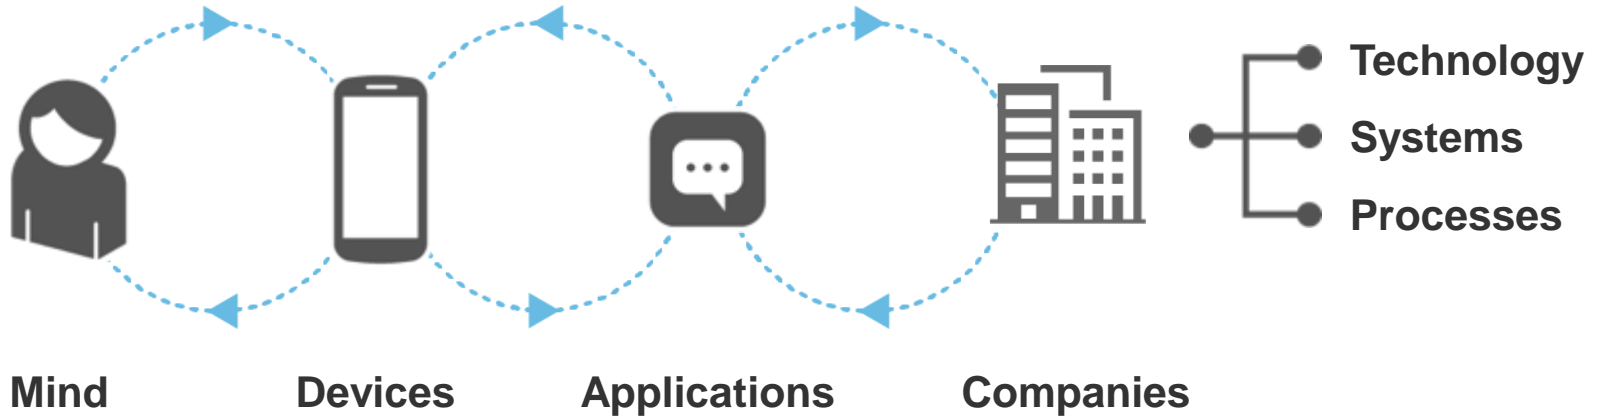 Technology
Systems
Processes
Mind
Devices
Applications
Companies